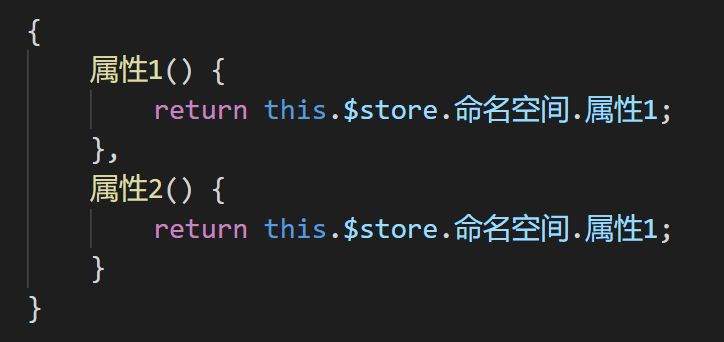 {
属性1() {
return this.$store.命名空间.属性1;
},
属性2() {
return this.$store.命名空间.属性1;
}
}